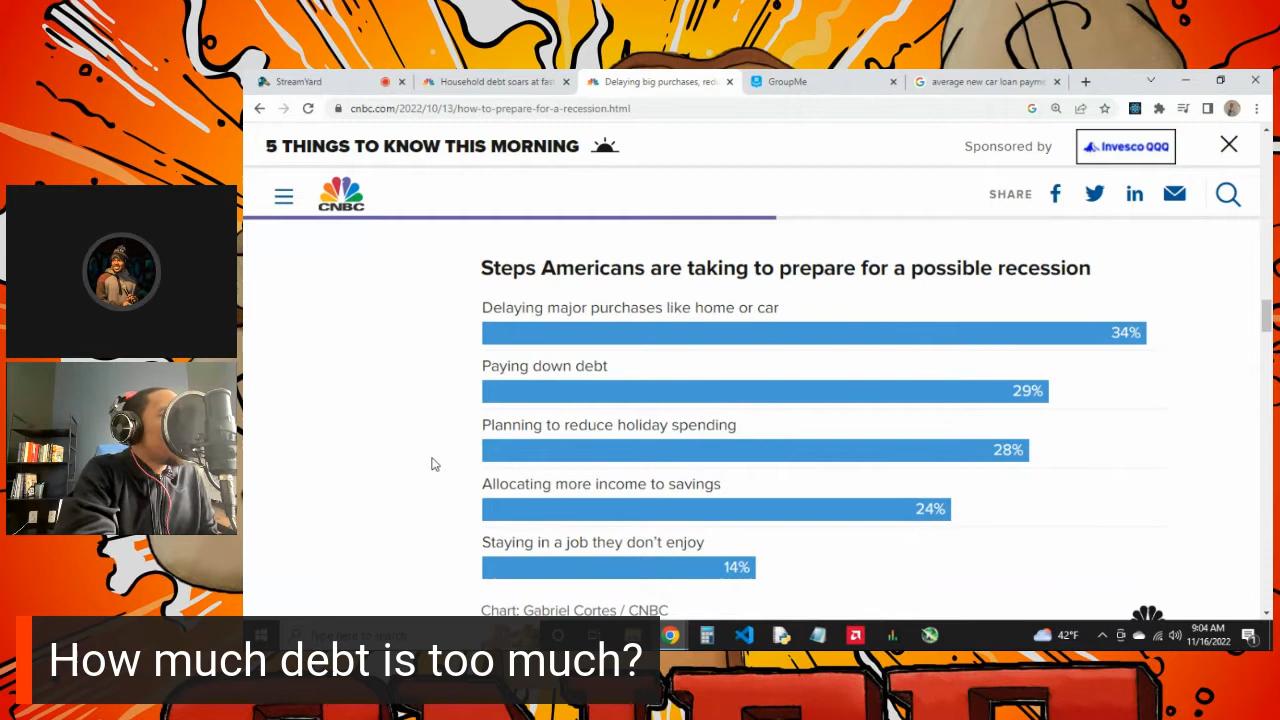 StreamYard
Household debt soars at fast
Delaying big purchases, redu
GroupMe
average new car loan payme
cnbc.com/2022/10/13/how-to-prepare-for-a-recession.html
5 THINGS TO KNOW THIS MORNING
Sponsored by
Invesco QQQ
CNBC
SHARE
Steps Americans are taking to prepare for a possible recession
Delaying major purchases like home or car
34%
Paying down debt
29%
Planning to reduce holiday spending
28%
Allocating more income to savings
24%
Staying in a job they don't enjoy
14%
Chart: Gabriel Cortes / CNBC
Type here to search
42°F
9:04 AM
11/16/2022
How much debt is too much?